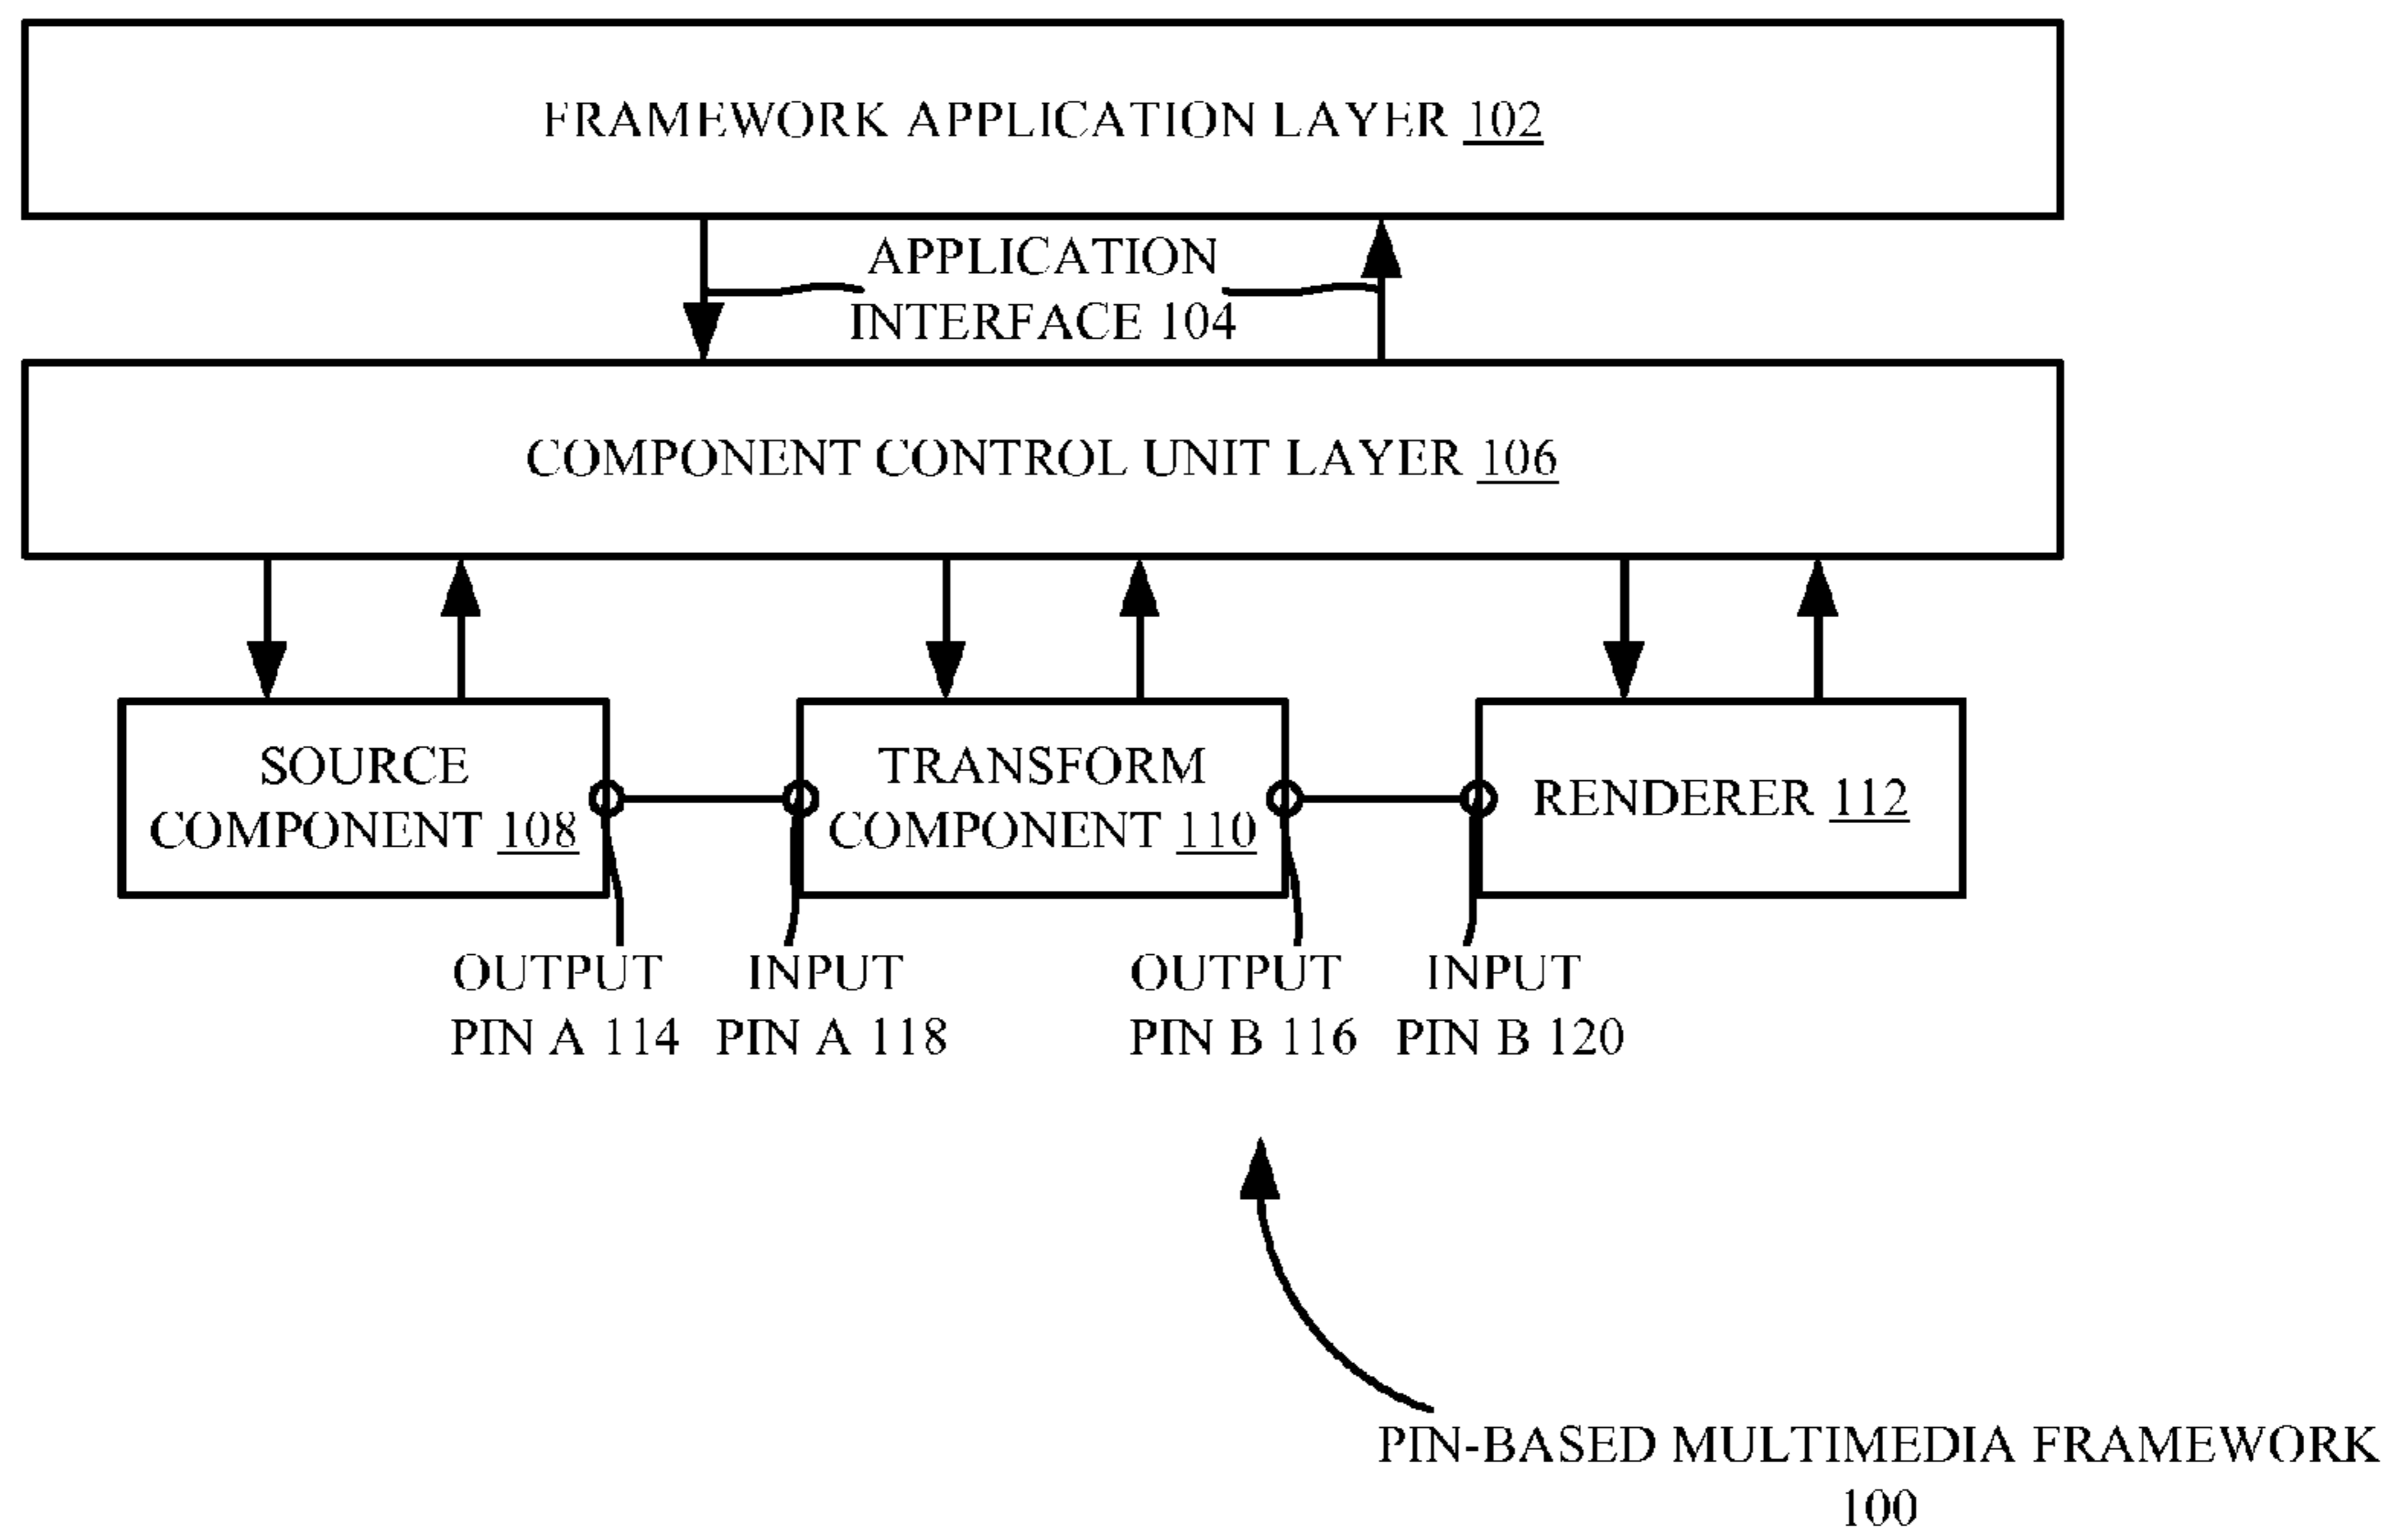 FRAMEWORK APPLICATION LAYER 102
APPLICATION
INTERFACE 104
COMPONENT CONTROL UNIT LAYER 106
SOURCE
COMPONENT 108
TRANSFORM
COMPONENT 110
RENDERER 112
OUTPUT
PIN A 114
INPUT
PIN A 118
OUTPUT
PIN B 116
INPUT
PIN B 120
PIN-BASED MULTIMEDIA FRAMEWORK
100